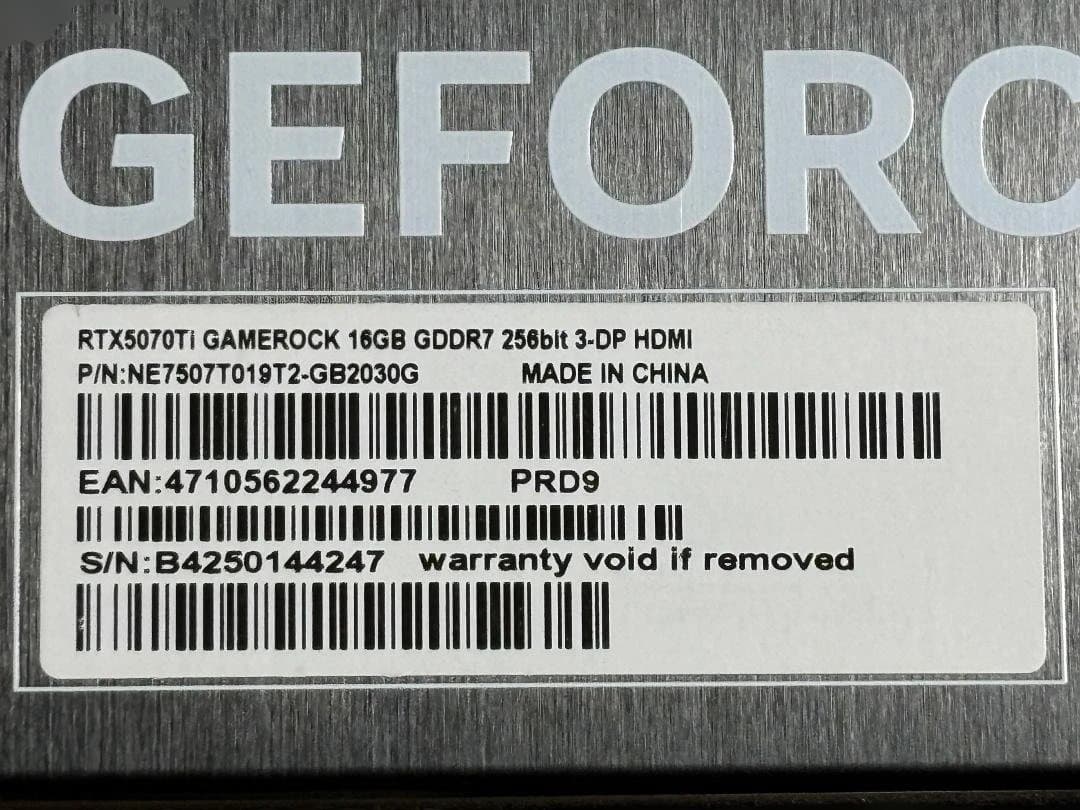 GEFORC
RTX5070Ti GAMEROCK 16GB GDDR7 256bit 3-DP HDMI
P/N:NE7507T019T2-GB2030G MADE IN CHINA
EAN:4710562244977 PRD9
S/N:B4250144247 warranty void if removed